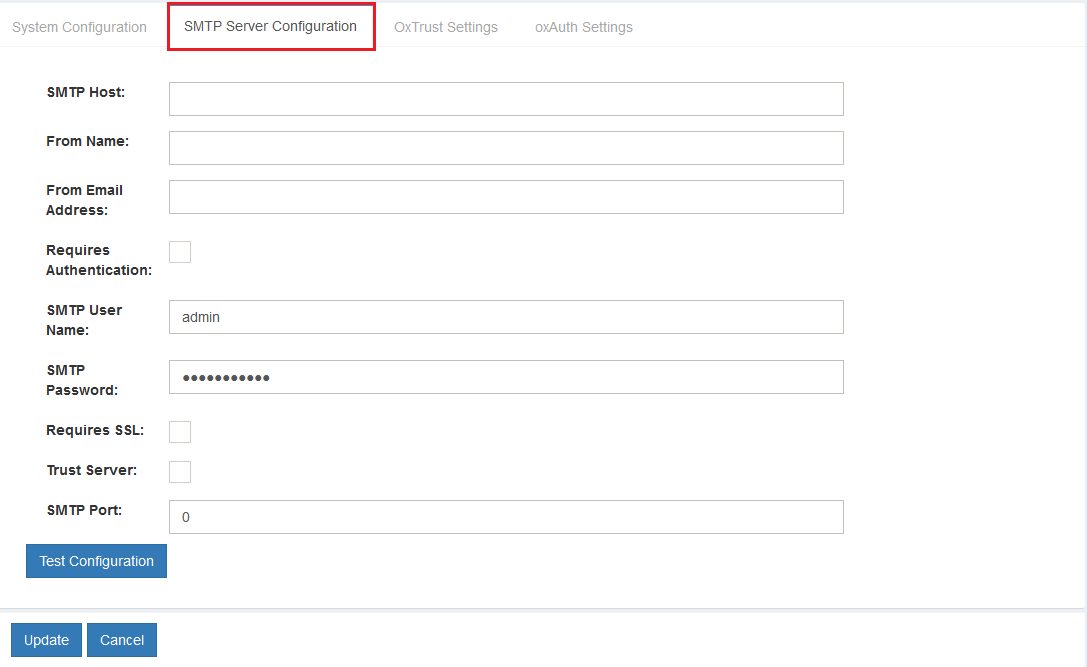 System Configuration SMTP Server Configuration OxTrust Settings oxAuth Settings
SMTP Host:
From Name:
From Email
Address:
Requires
Authentication:
SMTP User
Name:
admin
SMTP
Password:
●●●●●●●●●●●
Requires SSL:
Trust Server:
SMTP Port:
0
Test Configuration
Update Cancel